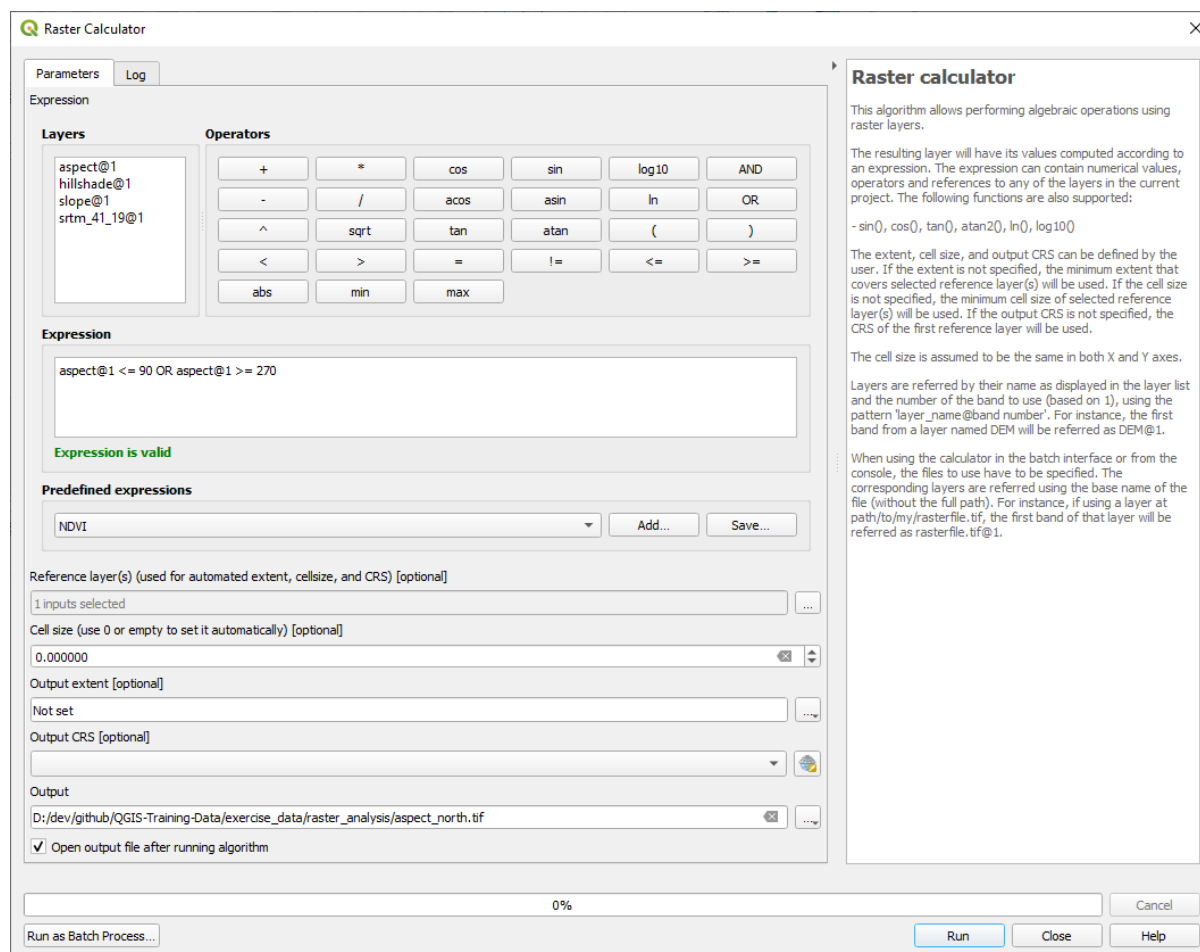 Raster Calculator
Parameters
Log
Expression
Layers
Operators
aspect@1
hillshade@1
slope@1
srtm_41_19@1
+ * cos sin log10 AND
- / acos asin ln OR
^ sqrt tan atan ( )
< > = != <= >=
abs min max
Expression
aspect@1 <= 90 OR aspect@1 >= 270
Expression is valid
Predefined expressions
NDVI
Add...
Save...
Reference layer(s) (used for automated extent, cellsize, and CRS) [optional]
1 inputs selected
...
Cell size (use 0 or empty to set it automatically) [optional]
0.000000
Output extent [optional]
Not set
...
Output CRS [optional]
Output
D:/dev/github/QGIS-Training-Data/exercise_data/raster_analysis/aspect_north.tif
...
Open output file after running algorithm
Raster calculator
This algorithm allows performing algebraic operations using
raster layers.
The resulting layer will have its values computed according to
an expression. The expression can contain numerical values,
operators and references to any of the layers in the current
project. The following functions are also supported:
- sin(), cos(), tan(), atan2(), ln(), log10()
The extent, cell size, and output CRS can be defined by the
user. If the extent is not specified, the minimum extent that
covers selected reference layer(s) will be used. If the cell size
is not specified, the minimum cell size of selected reference
layer(s) will be used. If the output CRS is not specified, the
CRS of the first reference layer will be used.
The cell size is assumed to be the same in both X and Y axes.
Layers are referred by their name as displayed in the layer list
and the number of the band to use (based on 1), using the
pattern 'layer_name@band number'. For instance, the first
band from a layer named DEM will be referred as DEM@1.
When using the calculator in the batch interface or from the
console, the files to use have to be specified. The
corresponding layers are referred using the base name of the
file (without the full path). For instance, if using a layer at
path/to/my/rasterfile.tif, the first band of that layer will be
referred as rasterfile.tif@1.
0%
Cancel
Run as Batch Process...
Run
Close
Help